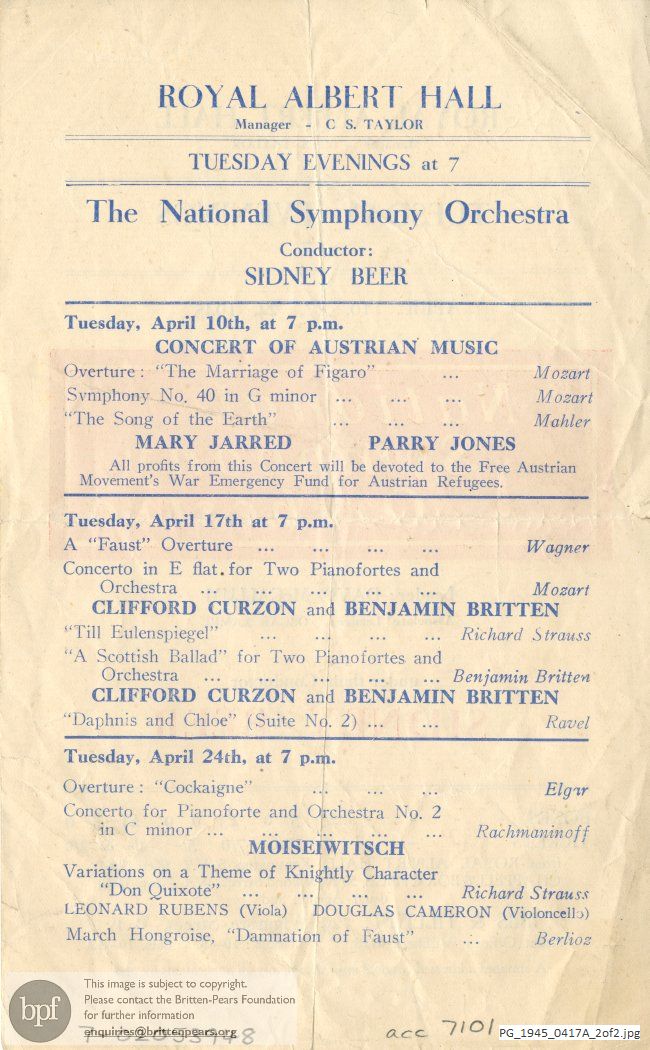 ROYAL ALBERT HALL
Manager - C S. TAYLOR
TUESDAY EVENINGS at 7
The National Symphony Orchestra
Conductor:
SIDNEY BEER
Tuesday, April 10th, at 7 p.m.
CONCERT OF AUSTRIAN MUSIC
Overture: "The Marriage of Figaro" ... Mozart
Symphony No. 40 in G minor ... ... ... Mozart
"The Song of the Earth" ... ... ... Mahler
MARY JARRED PARRY JONES
All profits from this Concert will be devoted to the Free Austrian
Movement's War Emergency Fund for Austrian Refugees.
Tuesday, April 17th at 7 p.m.
A "Faust" Overture ... ... ... ... Wagner
Concerto in E flat for Two Pianofortes and
Orchestra ... ... ... ... ... Mozart
CLIFFORD CURZON and BENJAMIN BRITTEN
"Till Eulenspiegel" ... ... ... ... Richard Strauss
"A Scottish Ballad" for Two Pianofortes and
Orchestra ... ... ... ... ... Benjamin Britten
CLIFFORD CURZON and BENJAMIN BRITTEN
"Daphnis and Chloe" (Suite No. 2) ... ... Ravel
Tuesday, April 24th, at 7 p.m.
Overture: "Cockaigne" ... ... ... Elgar
Concerto for Pianoforte and Orchestra No. 2
in C minor ... ... ... ... ... Rachmaninoff
MOISEIWITSCH
Variations on a Theme of Knightly Character
"Don Quixote" ... ... ... ... Richard Strauss
LEONARD RUBENS (Viola) DOUGLAS CAMERON (Violoncello)
March Hongroise, "Damnation of Faust" ... Berlioz
bpf
This image is subject to copyright.
Please contact the Britten-Pears Foundation
for further information
enquiries@brittenpears.org
acc 7101
PG_1945_0417A_2of2.jpg